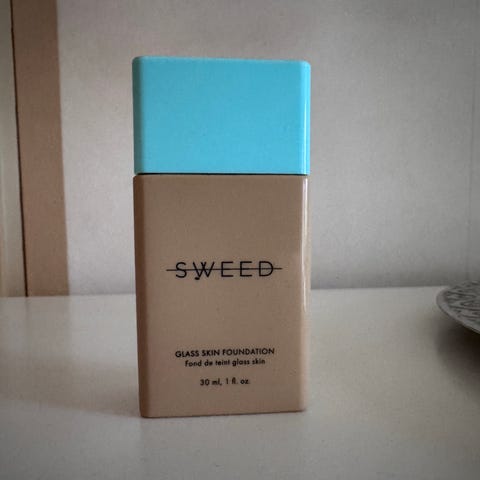 SWEED
GLASS SKIN FOUNDATION
Fond de teint glass skin
30 ml, 1 fl. oz.